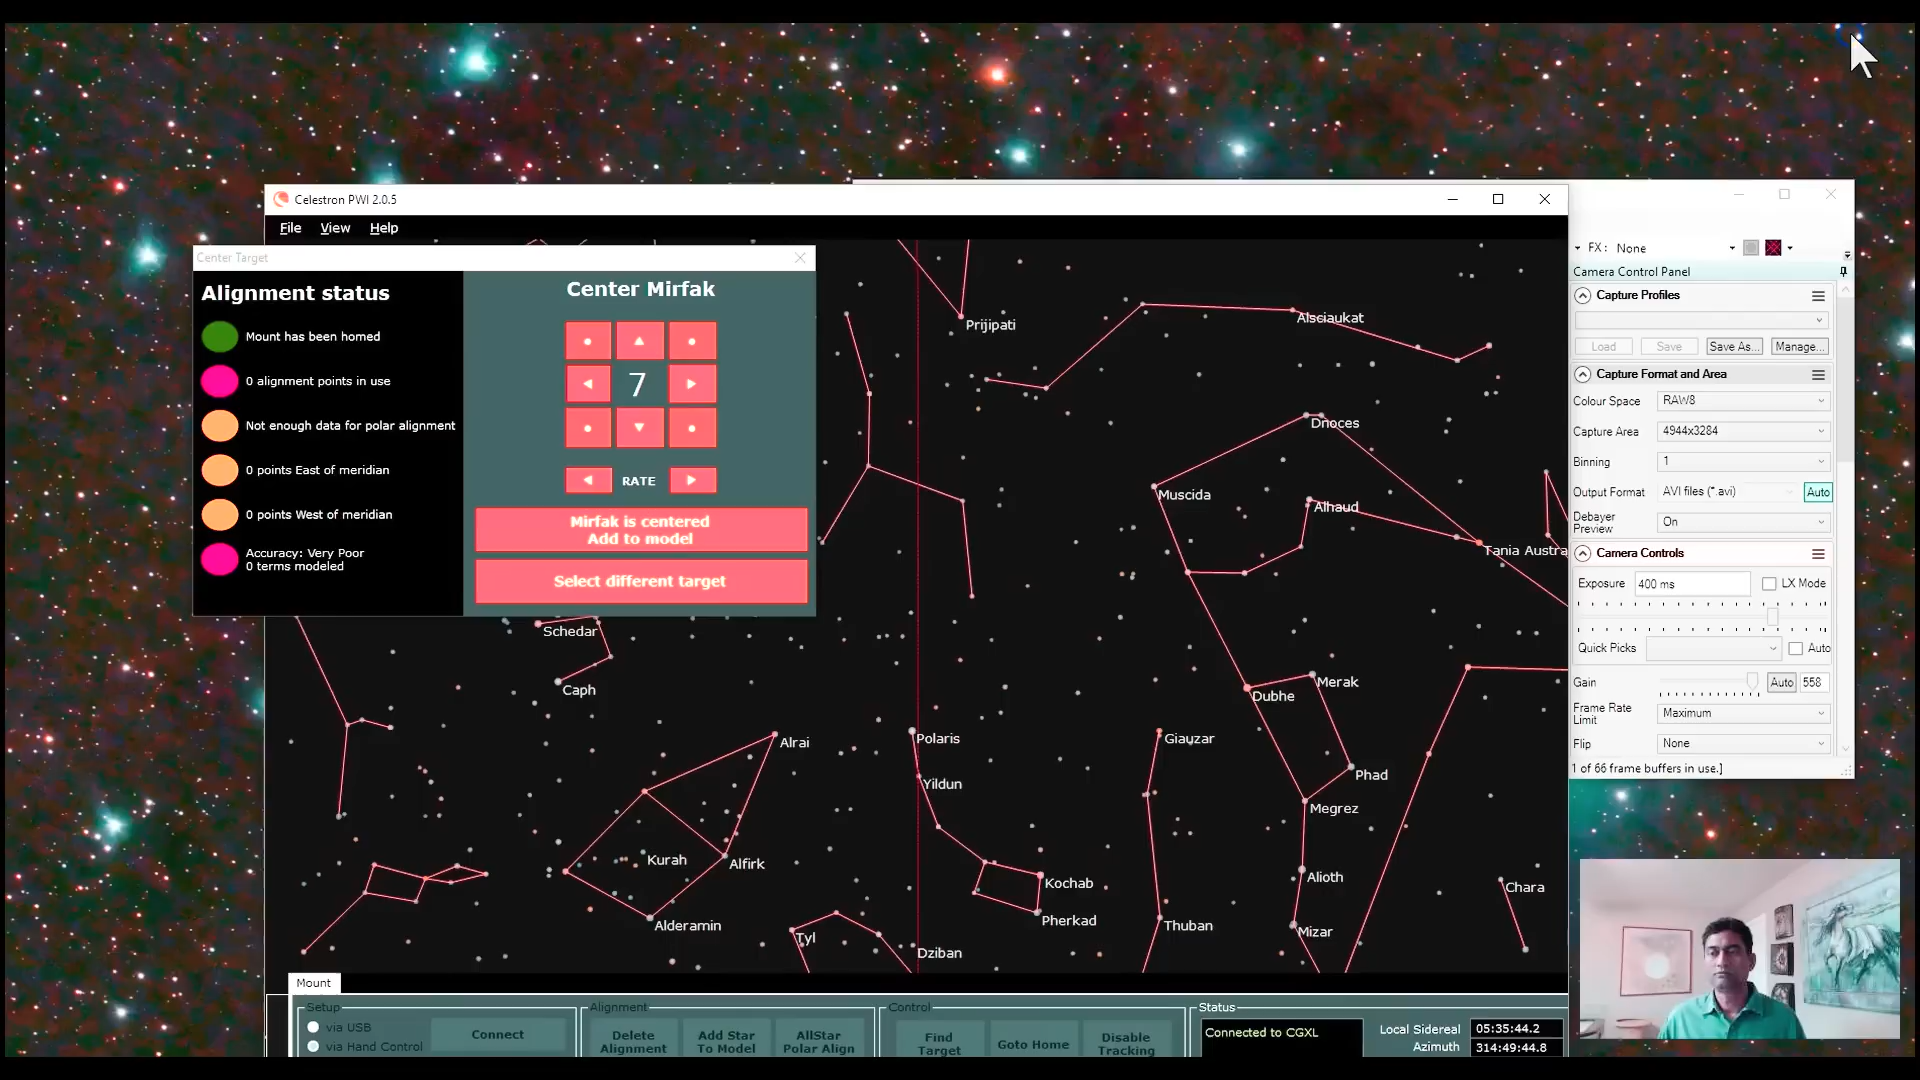 Celestron PWI 2.0.5
File View Help
Center Target
Alignment status
Mount has been homed
0 alignment points in use
Not enough data for polar alignment
0 points East of meridian
0 points West of meridian
Accuracy: Very Poor
0 terms modeled
Center Mirfak
7
RATE
Mirfak is centered
Add to model
Select different target
Prijipati
Alsciaukat
Dnoces
Muscida
Alhaud
Tania Austra
Schedar
Caph
Merak
Dubhe
Polaris
Giauzar
Alrai
Yildun
Phad
Megrez
Kurah
Alfirk
Kochab
Alioth
Chara
Pherkad
Alderamin
Thuban
Mizar
Tyl
Dziban
Mount
Setup
via USB
via Hand Control
Connect
Alignment
Delete
Alignment
Add Star
To Model
AllStar
Polar Align
Control
Find
Target
Goto Home
Disable
Tracking
Status
Connected to CGXL
Local Sidereal 05:35:44.2
Azimuth 314:49:44.8
FX: None
Camera Control Panel
Capture Profiles
Load Save Save As... Manage...
Capture Format and Area
Colour Space RAW8
Capture Area 4944x3284
Binning 1
Output Format AVI files (*.avi) Auto
Debayer
Preview On
Camera Controls
Exposure 400 ms LX Mode
Quick Picks Auto
Gain Auto 558
Frame Rate
Limit Maximum
Flip None
1 of 66 frame buffers in use.]